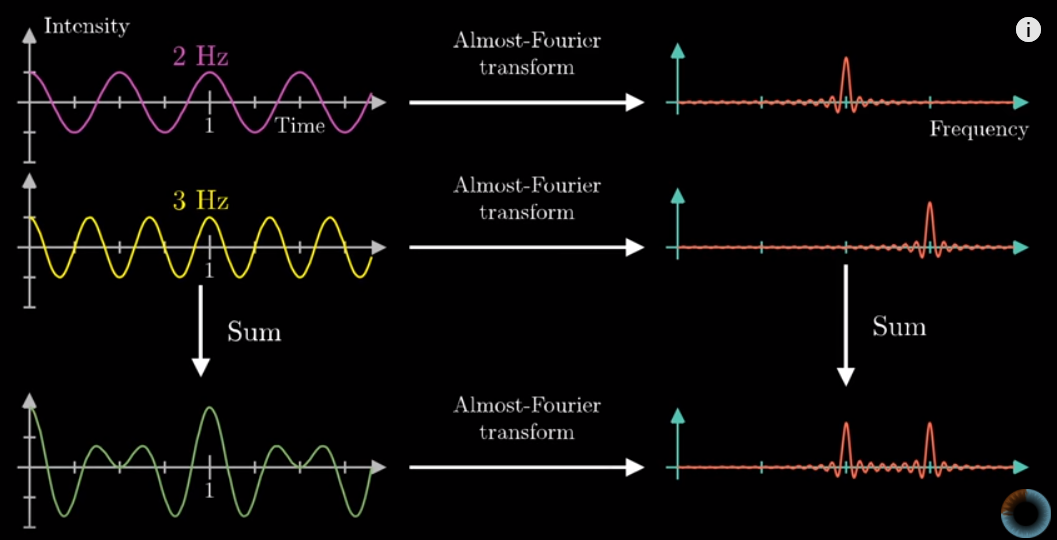 Intensity
2 Hz
1
Time
Almost-Fourier
transform
Frequency
3 Hz
1
Almost-Fourier
transform
Sum
Sum
1
Almost-Fourier
transform
i